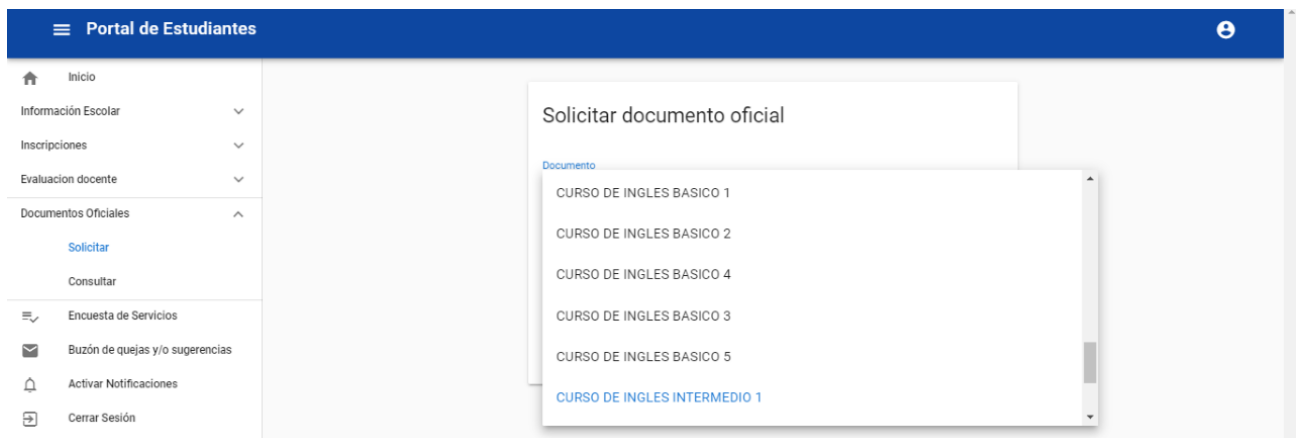 Portal de Estudiantes
Inicio
Información Escolar
Inscripciones
Evaluacion docente
Documentos Oficiales
Solicitar
Consultar
Encuesta de Servicios
Buzón de quejas y/o sugerencias
Activar Notificaciones
Cerrar Sesión
Solicitar documento oficial
Documento
CURSO DE INGLES BASICO 1
CURSO DE INGLES BASICO 2
CURSO DE INGLES BASICO 4
CURSO DE INGLES BASICO 3
CURSO DE INGLES BASICO 5
CURSO DE INGLES INTERMEDIO 1